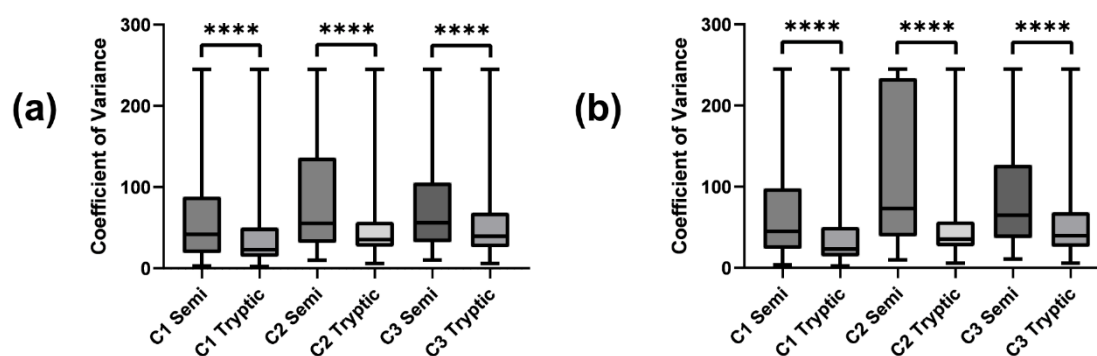 (a)
Coefficient of Variance
300
200
100
0
****
****
****
C1 Semi
C1 Tryptic
C2 Semi
C2 Tryptic
C3 Semi
C3 Tryptic
(b)
Coefficient of Variance
300
200
100
0
****
****
****
C1 Semi
C1 Tryptic
C2 Semi
C2 Tryptic
C3 Semi
C3 Tryptic